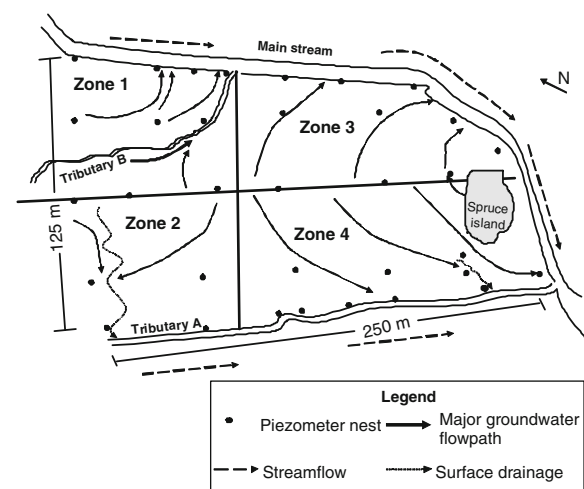 Main stream
N
Zone 1
Zone 3
Tributary B
125 m
Zone 2
Zone 4
Spruce
island
Tributary A
250 m
Legend
Piezometer nest
Major groundwater
flowpath
Streamflow
Surface drainage